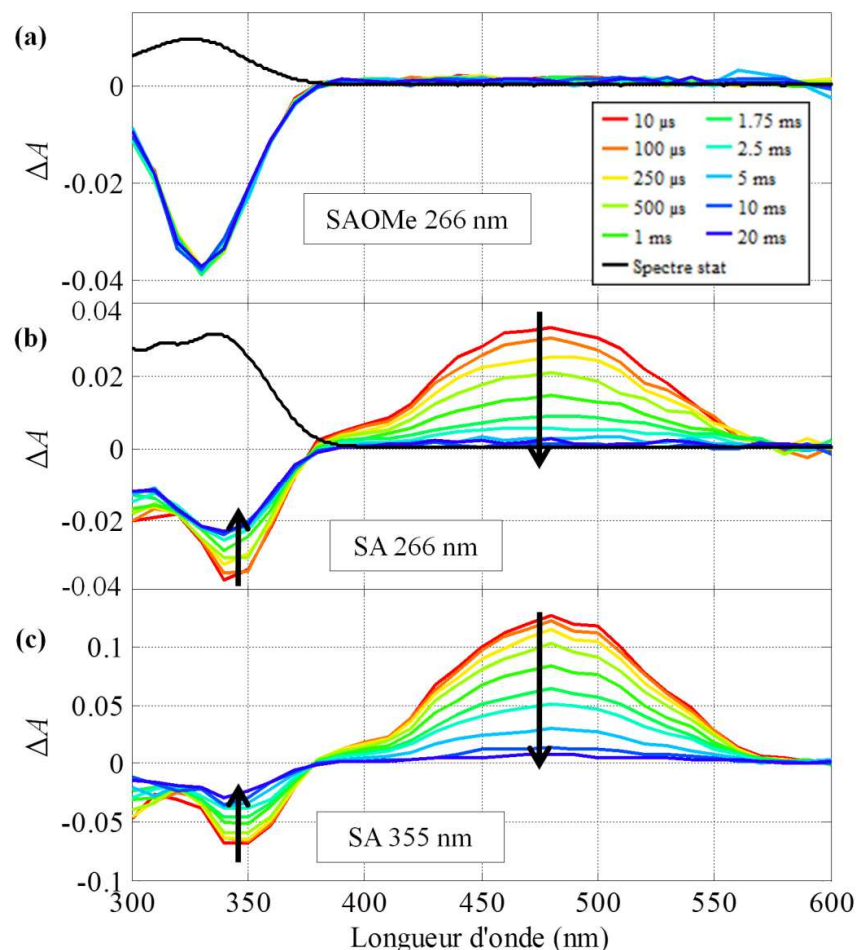 (a)
0
-0.02
-0.04
ΔA
SAOMe 266 nm
10 µs
100 µs
250 µs
500 µs
1 ms
1.75 ms
2.5 ms
5 ms
10 ms
20 ms
Spectre stat
(b)
0.04
0.02
0
-0.02
-0.04
ΔA
SA 266 nm
(c)
0.1
0.05
0
-0.05
-0.1
ΔA
SA 355 nm
300 350 400 450 500 550 600
Longueur d'onde (nm)